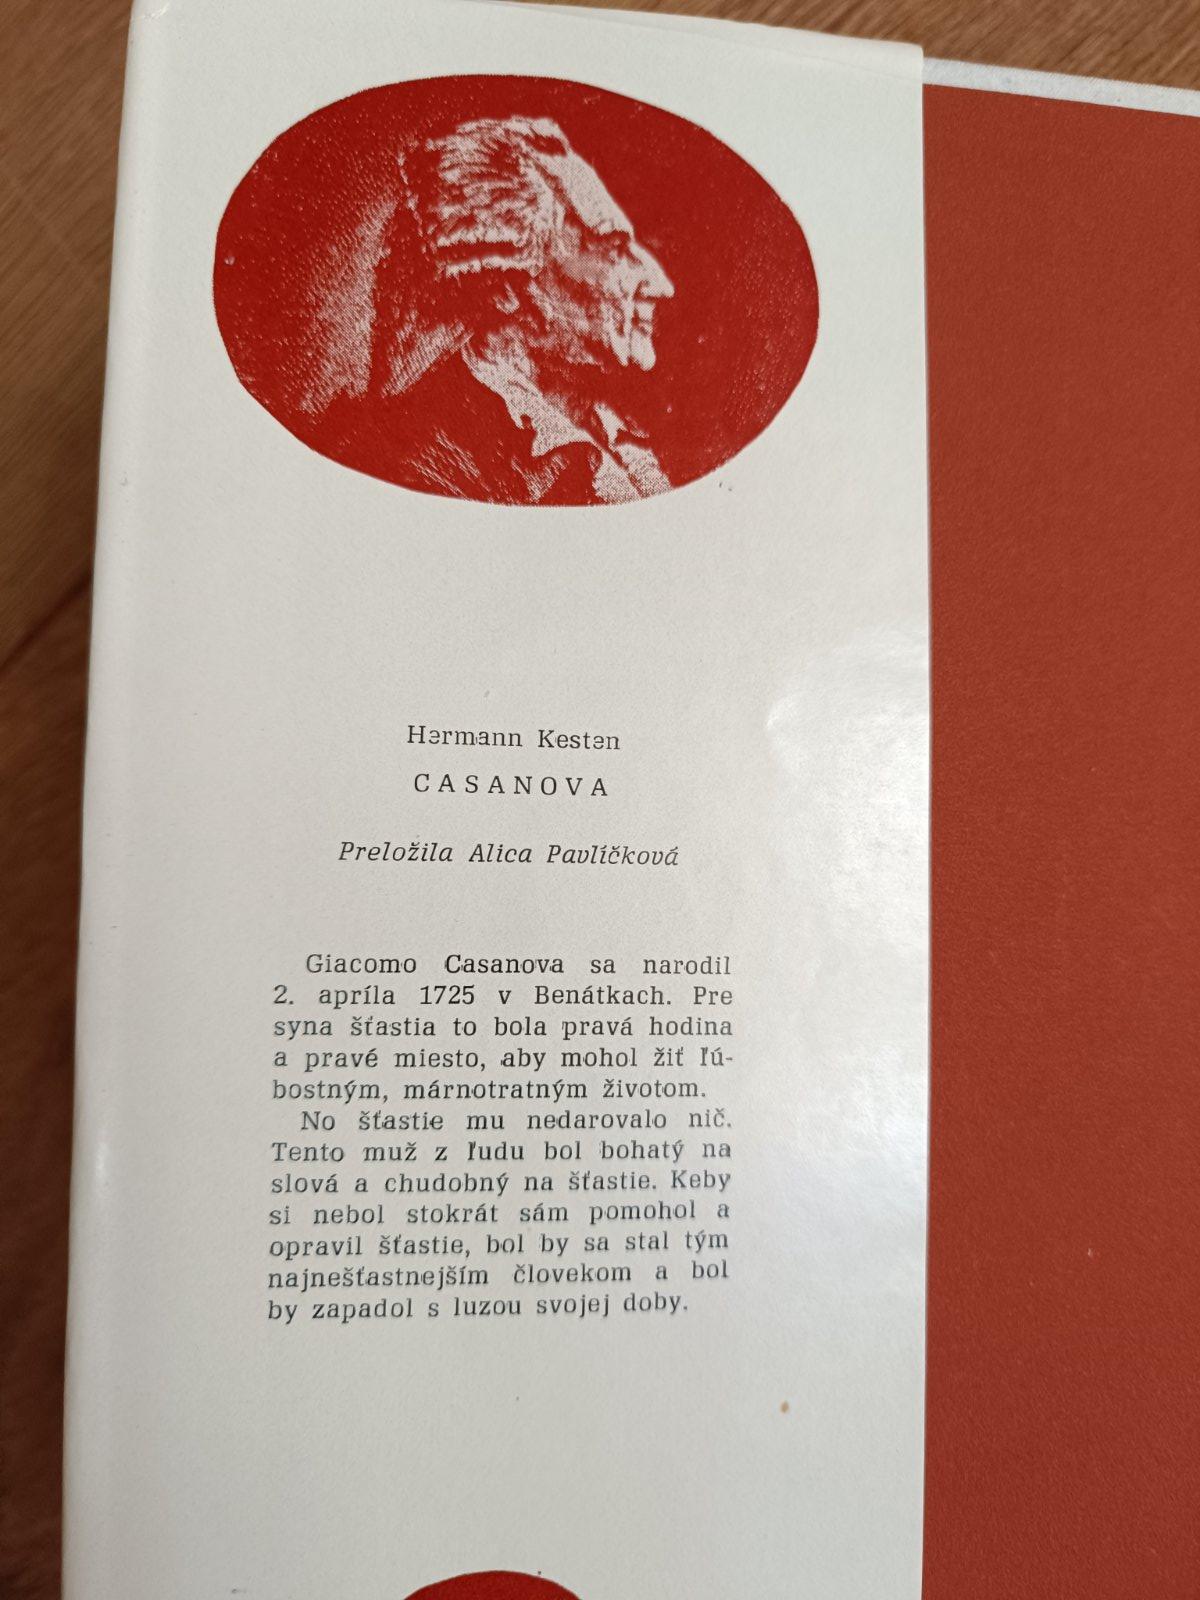 Hermann Kesten
CASANOVA
Preložila Alica Pavlíčková
Giacomo Casanova sa narodil
2. apríla 1725 v Benátkach. Pre
syna šťastia to bola pravá hodina
a pravé miesto, aby mohol žiť ľú-
bostným, márnotratným životom.
No šťastie mu nedarovalo nič.
Tento muž z ľudu bol bohatý na
slová a chudobný na šťastie. Keby
si nebol stokrát sám pomohol a
opravil šťastie, bol by sa stal tým
najnešťastnejším človekom a bol
by zapadol s luzou svojej doby.